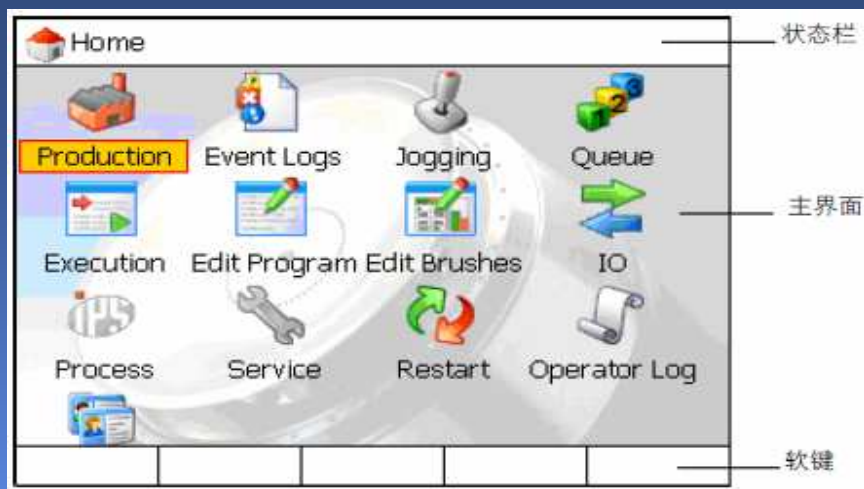 Home
状态栏
Production Event Logs Jogging Queue
主界面
Execution Edit Program Edit Brushes IO
ips
Process Service Restart Operator Log
软键